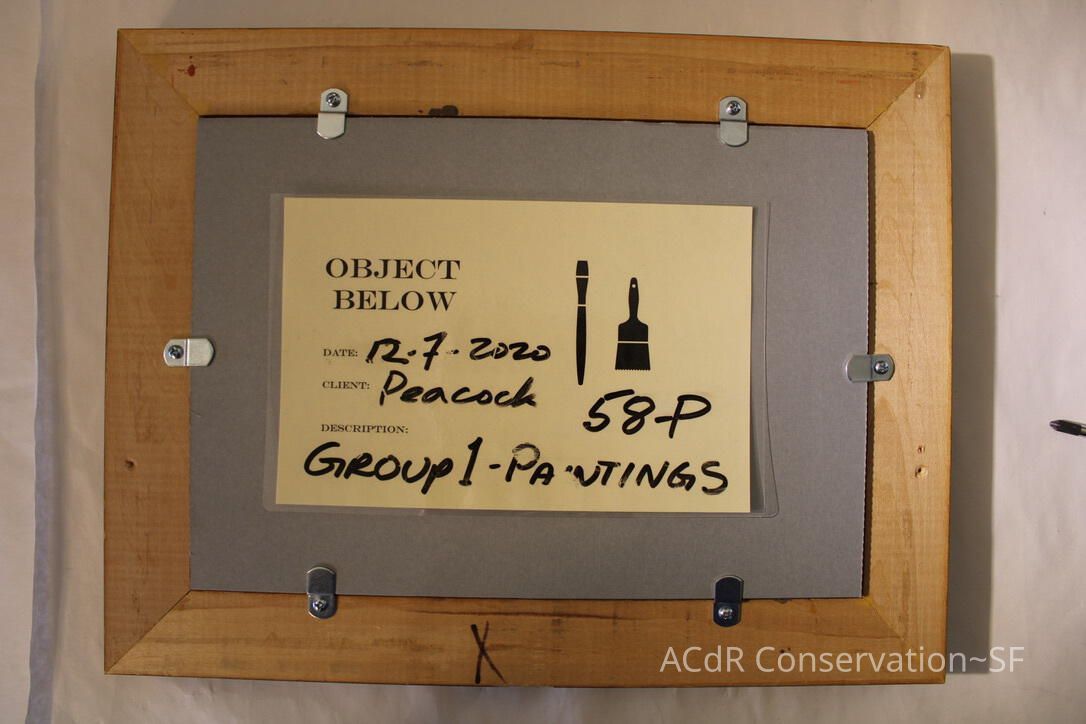 OBJECT
BELOW
DATE: 12.7.2020
CLIENT: Peacock
58-P
DESCRIPTION:
GROUP 1-PAINTINGS
X
ACdR Conservation~SF